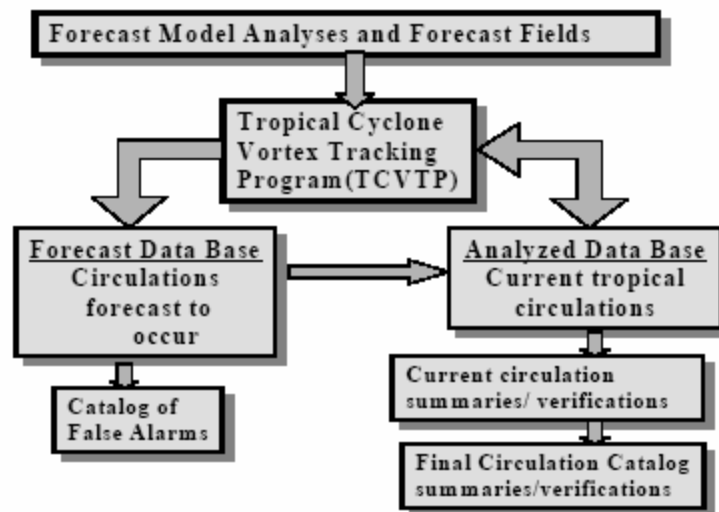 Forecast Model Analyses and Forecast Fields
Tropical Cyclone
Vortex Tracking
Program(TCVTP)
Forecast Data Base
Circulations
forecast to
occur
Analyzed Data Base
Current tropical
circulations
Catalog of
False Alarms
Current circulation
summaries/ verifications
Final Circulation Catalog
summaries/verifications